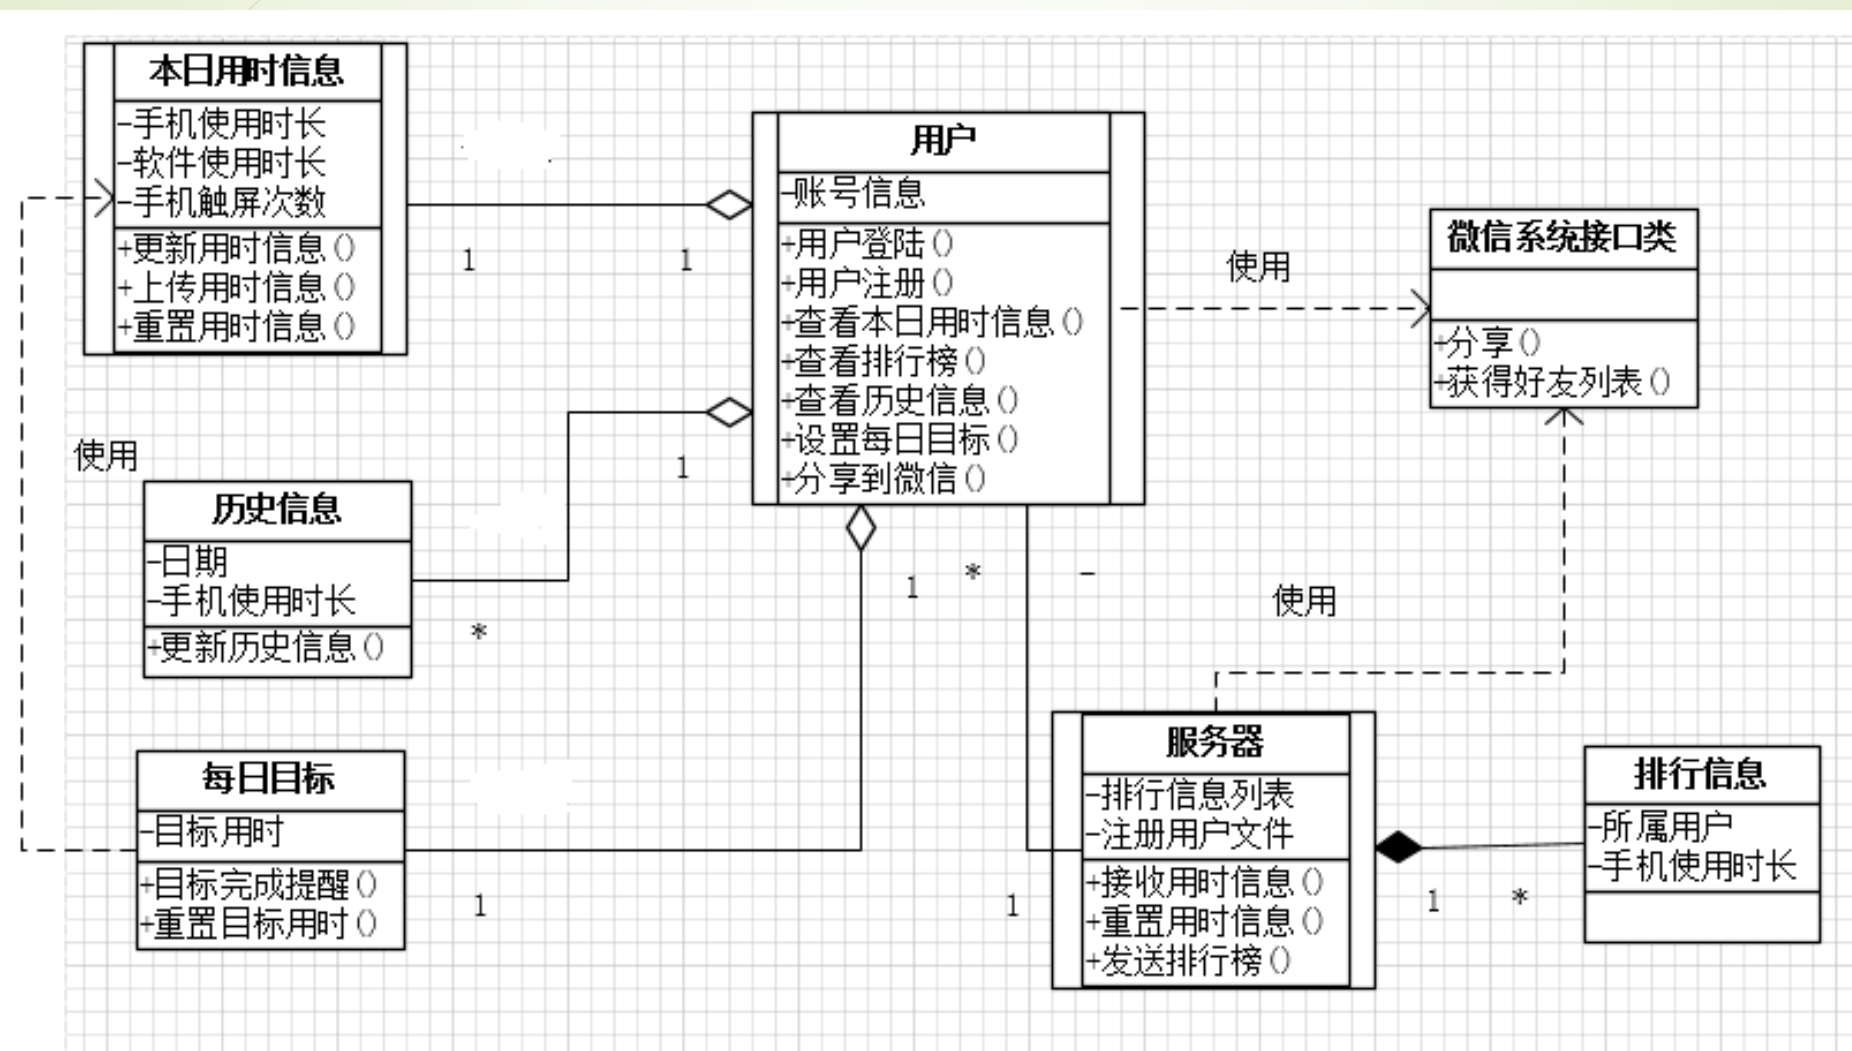 本日用时信息
-手机使用时长
-软件使用时长
-手机触屏次数
+更新用时信息()
+上传用时信息()
+重置用时信息()
1
1
用户
-账号信息
+用户登陆()
+用户注册()
+查看本日用时信息()
+查看排行榜()
+查看历史信息()
+设置每日目标()
+分享到微信()
使用
微信系统接口类
+分享()
+获得好友列表()
使用
历史信息
-日期
-手机使用时长
+更新历史信息()
1
*
1
*
-
使用
每日目标
-目标用时
+目标完成提醒()
+重置目标用时()
1
1
服务器
-排行信息列表
-注册用户文件
+接收用时信息()
+重置用时信息()
+发送排行榜()
1
*
排行信息
-所属用户
-手机使用时长